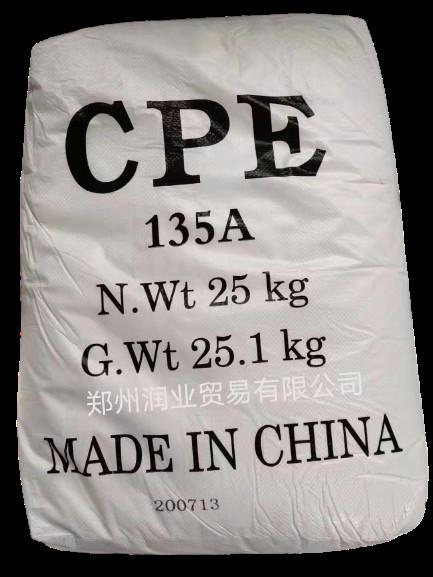 CPE
135A
N.Wt 25 kg
G.Wt 25.1 kg
郑州润业贸易有限公司
MADE IN CHINA
200713